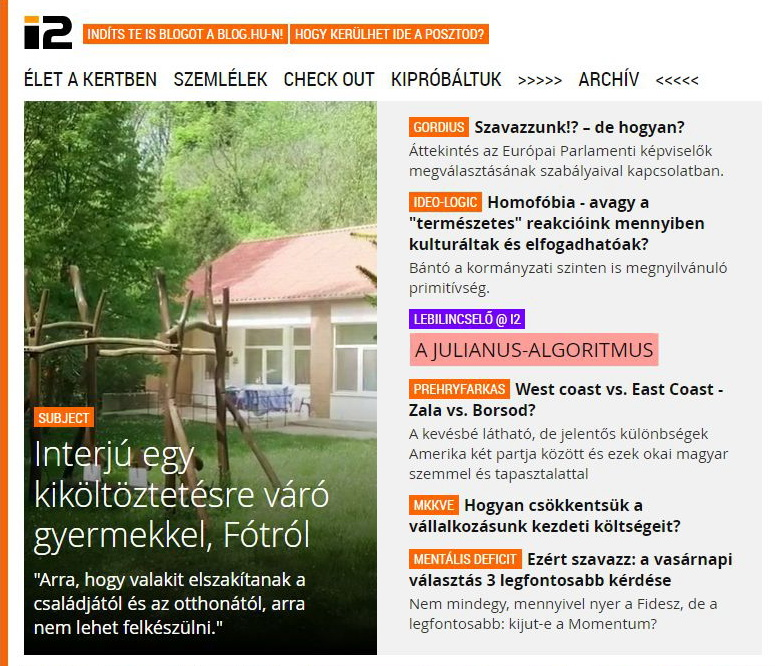 i2
INDÍTS TE IS BLOGOT A BLOG.HU-N!
HOGY KERÜLHET IDE A POSZTOD?
ÉLET A KERTBEN SZEMLÉLEK CHECK OUT KIPRÓBÁLTUK >>>>> ARCHÍV <<<<<
SUBJECT
Interjú egy
kiköltöztetésre váró
gyermekkel, Fótról
"Arra, hogy valakit elszakítanak a
családjától és az otthonától, arra
nem lehet felkészülni."
GORDIUS Szavazzunk!? – de hogyan?
Áttekintés az Európai Parlamenti képviselők
megválasztásának szabályaival kapcsolatban.
IDEO-LOGIC Homofóbia - avagy a
"természetes" reakcióink mennyiben
kulturáltak és elfogadhatóak?
Bántó a kormányzati szinten is megnyilvánuló
primitívség.
LEBILINCSELŐ @ I2
A JULIANUS-ALGORITMUS
PREHRYFARKAS West coast vs. East Coast -
Zala vs. Borsod?
A kevésbé látható, de jelentős különbségek
Amerika két partja között és ezek okai magyar
szemmel és tapasztalattal
MKKVE Hogyan csökkentsük a
vállalkozásunk kezdeti költségeit?
MENTÁLIS DEFICIT Ezért szavazz: a vasárnapi
választás 3 legfontosabb kérdése
Nem mindegy, mennyivel nyer a Fidesz, de a
legfontosabb: kijut-e a Momentum?